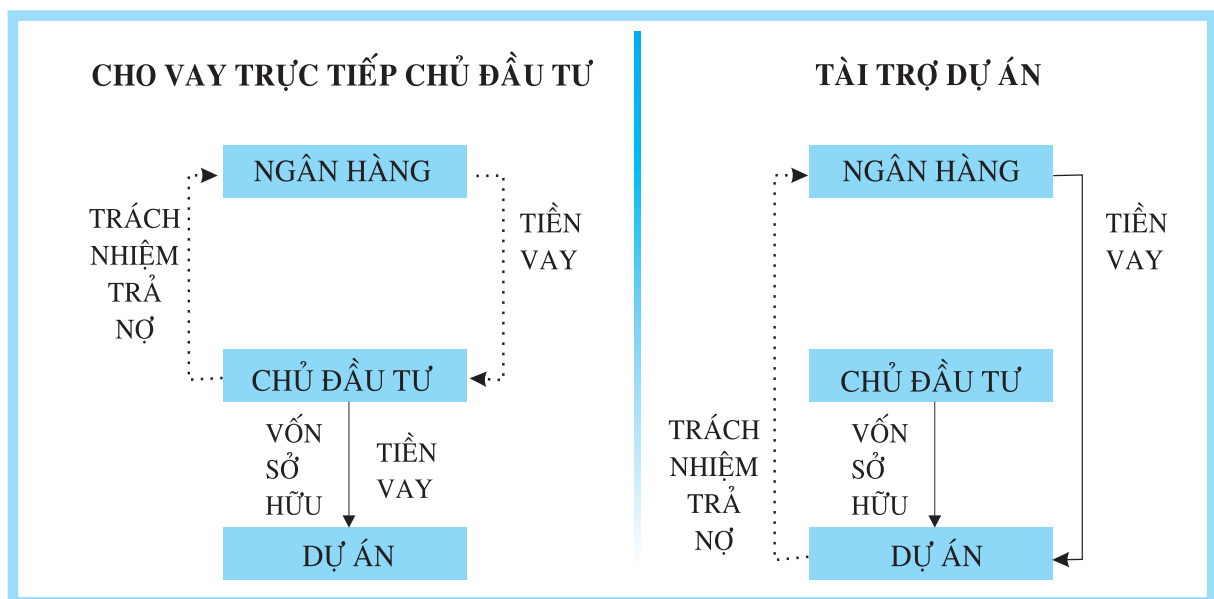 CHO VAY TRỰC TIẾP CHỦ ĐẦU TƯ
NGÂN HÀNG
TRÁCH
NHIỆM
TRẢ
NỢ
TIỀN
VAY
CHỦ ĐẦU TƯ
VỐN
SỞ
HỮU
TIỀN
VAY
DỰ ÁN
TÀI TRỢ DỰ ÁN
NGÂN HÀNG
TIỀN
VAY
CHỦ ĐẦU TƯ
TRÁCH
NHIỆM
TRẢ
NỢ
VỐN
SỞ
HỮU
DỰ ÁN